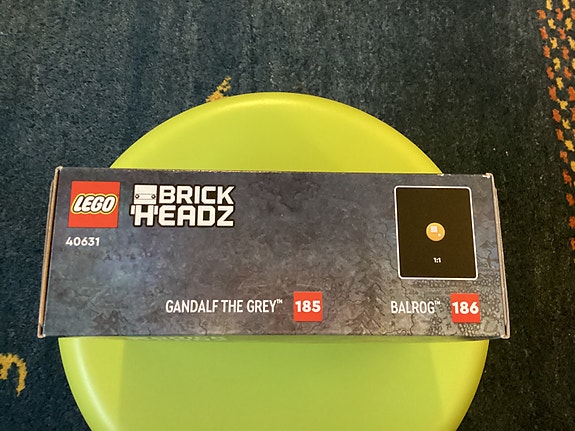 LEGO
BRICK
HEADZ
40631
1:1
GANDALF THE GREY™ 185
BALROG™ 186